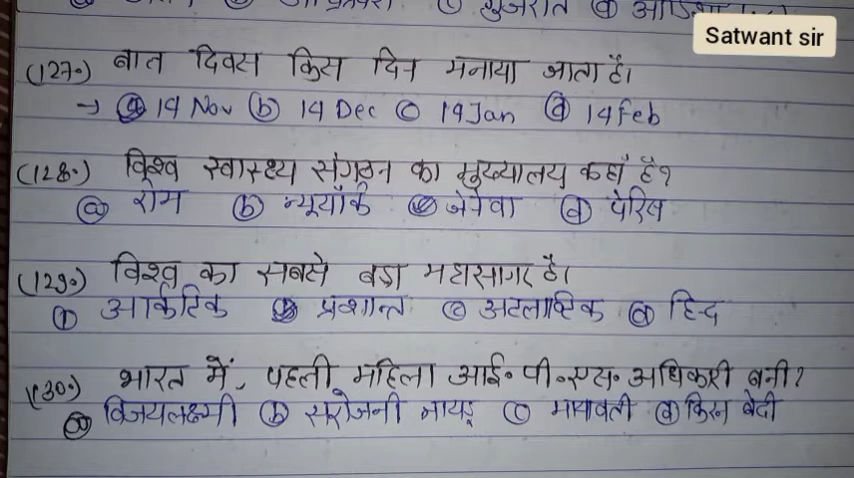 गुजरात
Satwant sir
(127.) बात दिवस किस दिन मनाया जाता है।
→ ⓐ 14 Nov ⓑ 14 Dec ⓒ 14 Jan ⓓ 14 feb
(128.) विश्व स्वास्थ्य संगठन का मुख्यालय कहाँ है?
ⓐ रोम ⓑ न्यूयॉर्क ⓒ जेनेवा ⓓ पेरिस
(129.) विश्व का सबसे बड़ा महासागर है।
① आर्कटिक ⓑ प्रशान्त ⓒ अटलाण्टिक ⓓ हिन्द
(130.) भारत में, पहली महिला आई॰ पी॰ एस॰ अधिकारी बनी?
ⓐ विजयलक्ष्मी ⓑ सरोजनी नायडू ⓒ मायावती ⓓ किरन बेदी